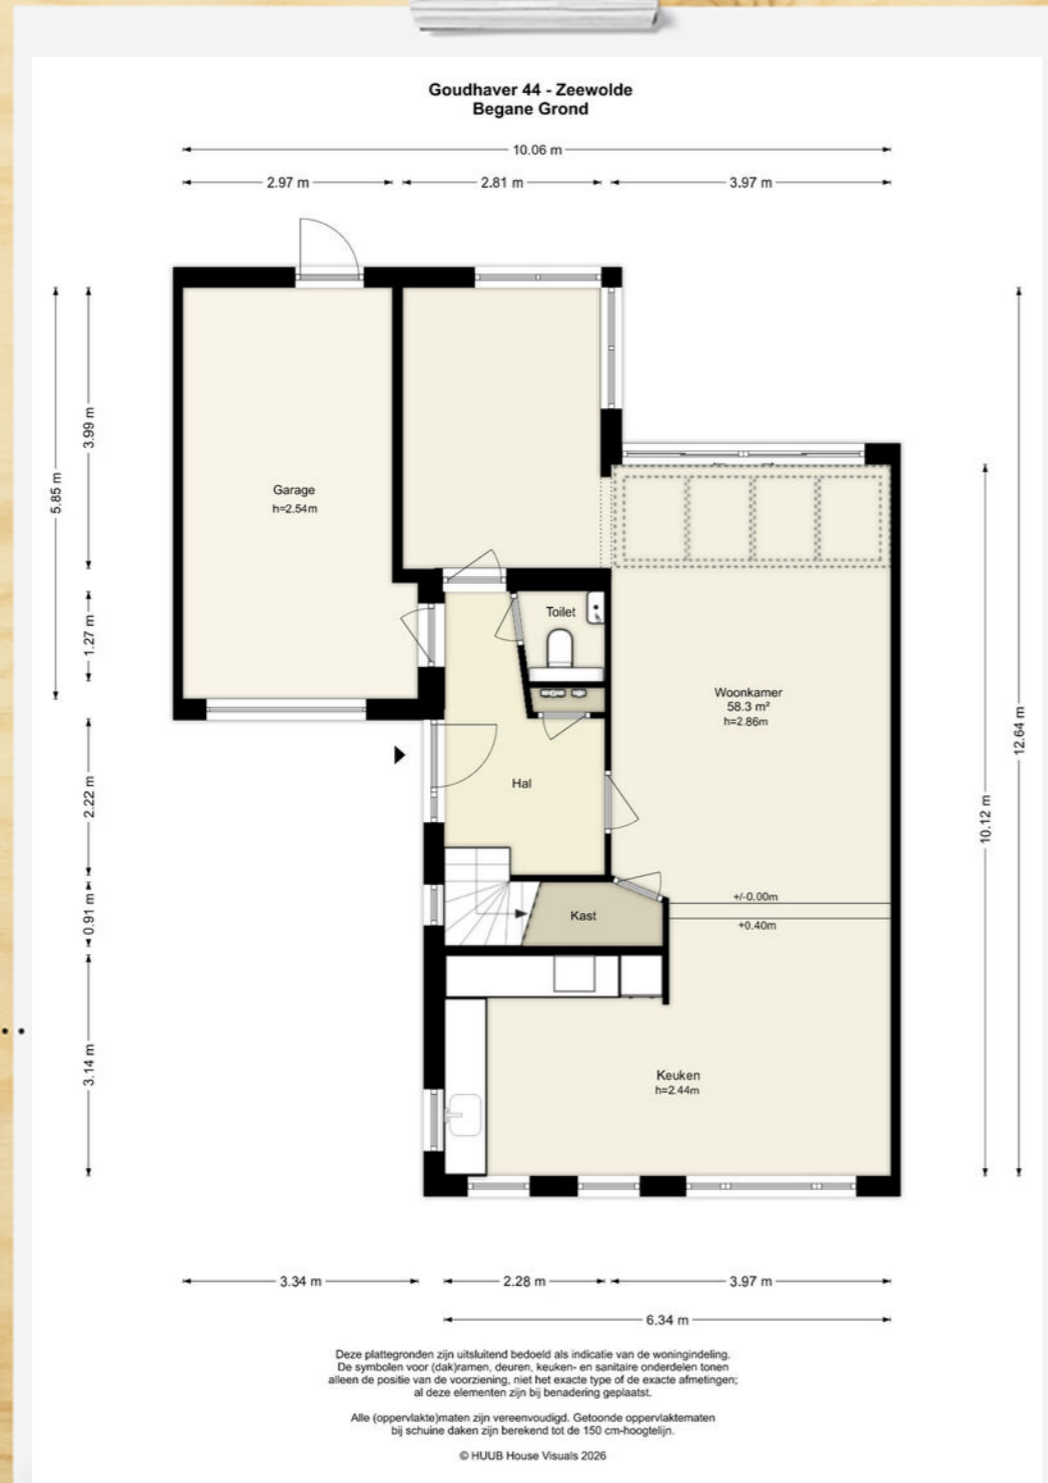 Goudhaver 44 - Zeewolde
Begane Grond
10.06 m
2.97 m
2.81 m
3.97 m
5.85 m
3.99 m
1.27 m
2.22 m
0.91 m
3.14 m
Garage
h=2.54m
Toilet
Woonkamer
58.3 m²
h=2.86m
Hal
Kast
+/-0.00m
+0.40m
Keuken
h=2.44m
10.12 m
12.64 m
3.34 m
2.28 m
3.97 m
6.34 m
Deze plattegronden zijn uitsluitend bedoeld als indicatie van de woningindeling.
De symbolen voor (dak)ramen, deuren, keuken- en sanitaire onderdelen tonen
alleen de positie van de voorziening, niet het exacte type of de exacte afmetingen;
al deze elementen zijn bij benadering geplaatst.
Alle (oppervlakte)maten zijn vereenvoudigd. Getoonde oppervlaktematen
bij schuine daken zijn berekend tot de 150 cm-hoogtelijn.
© HUUB House Visuals 2026